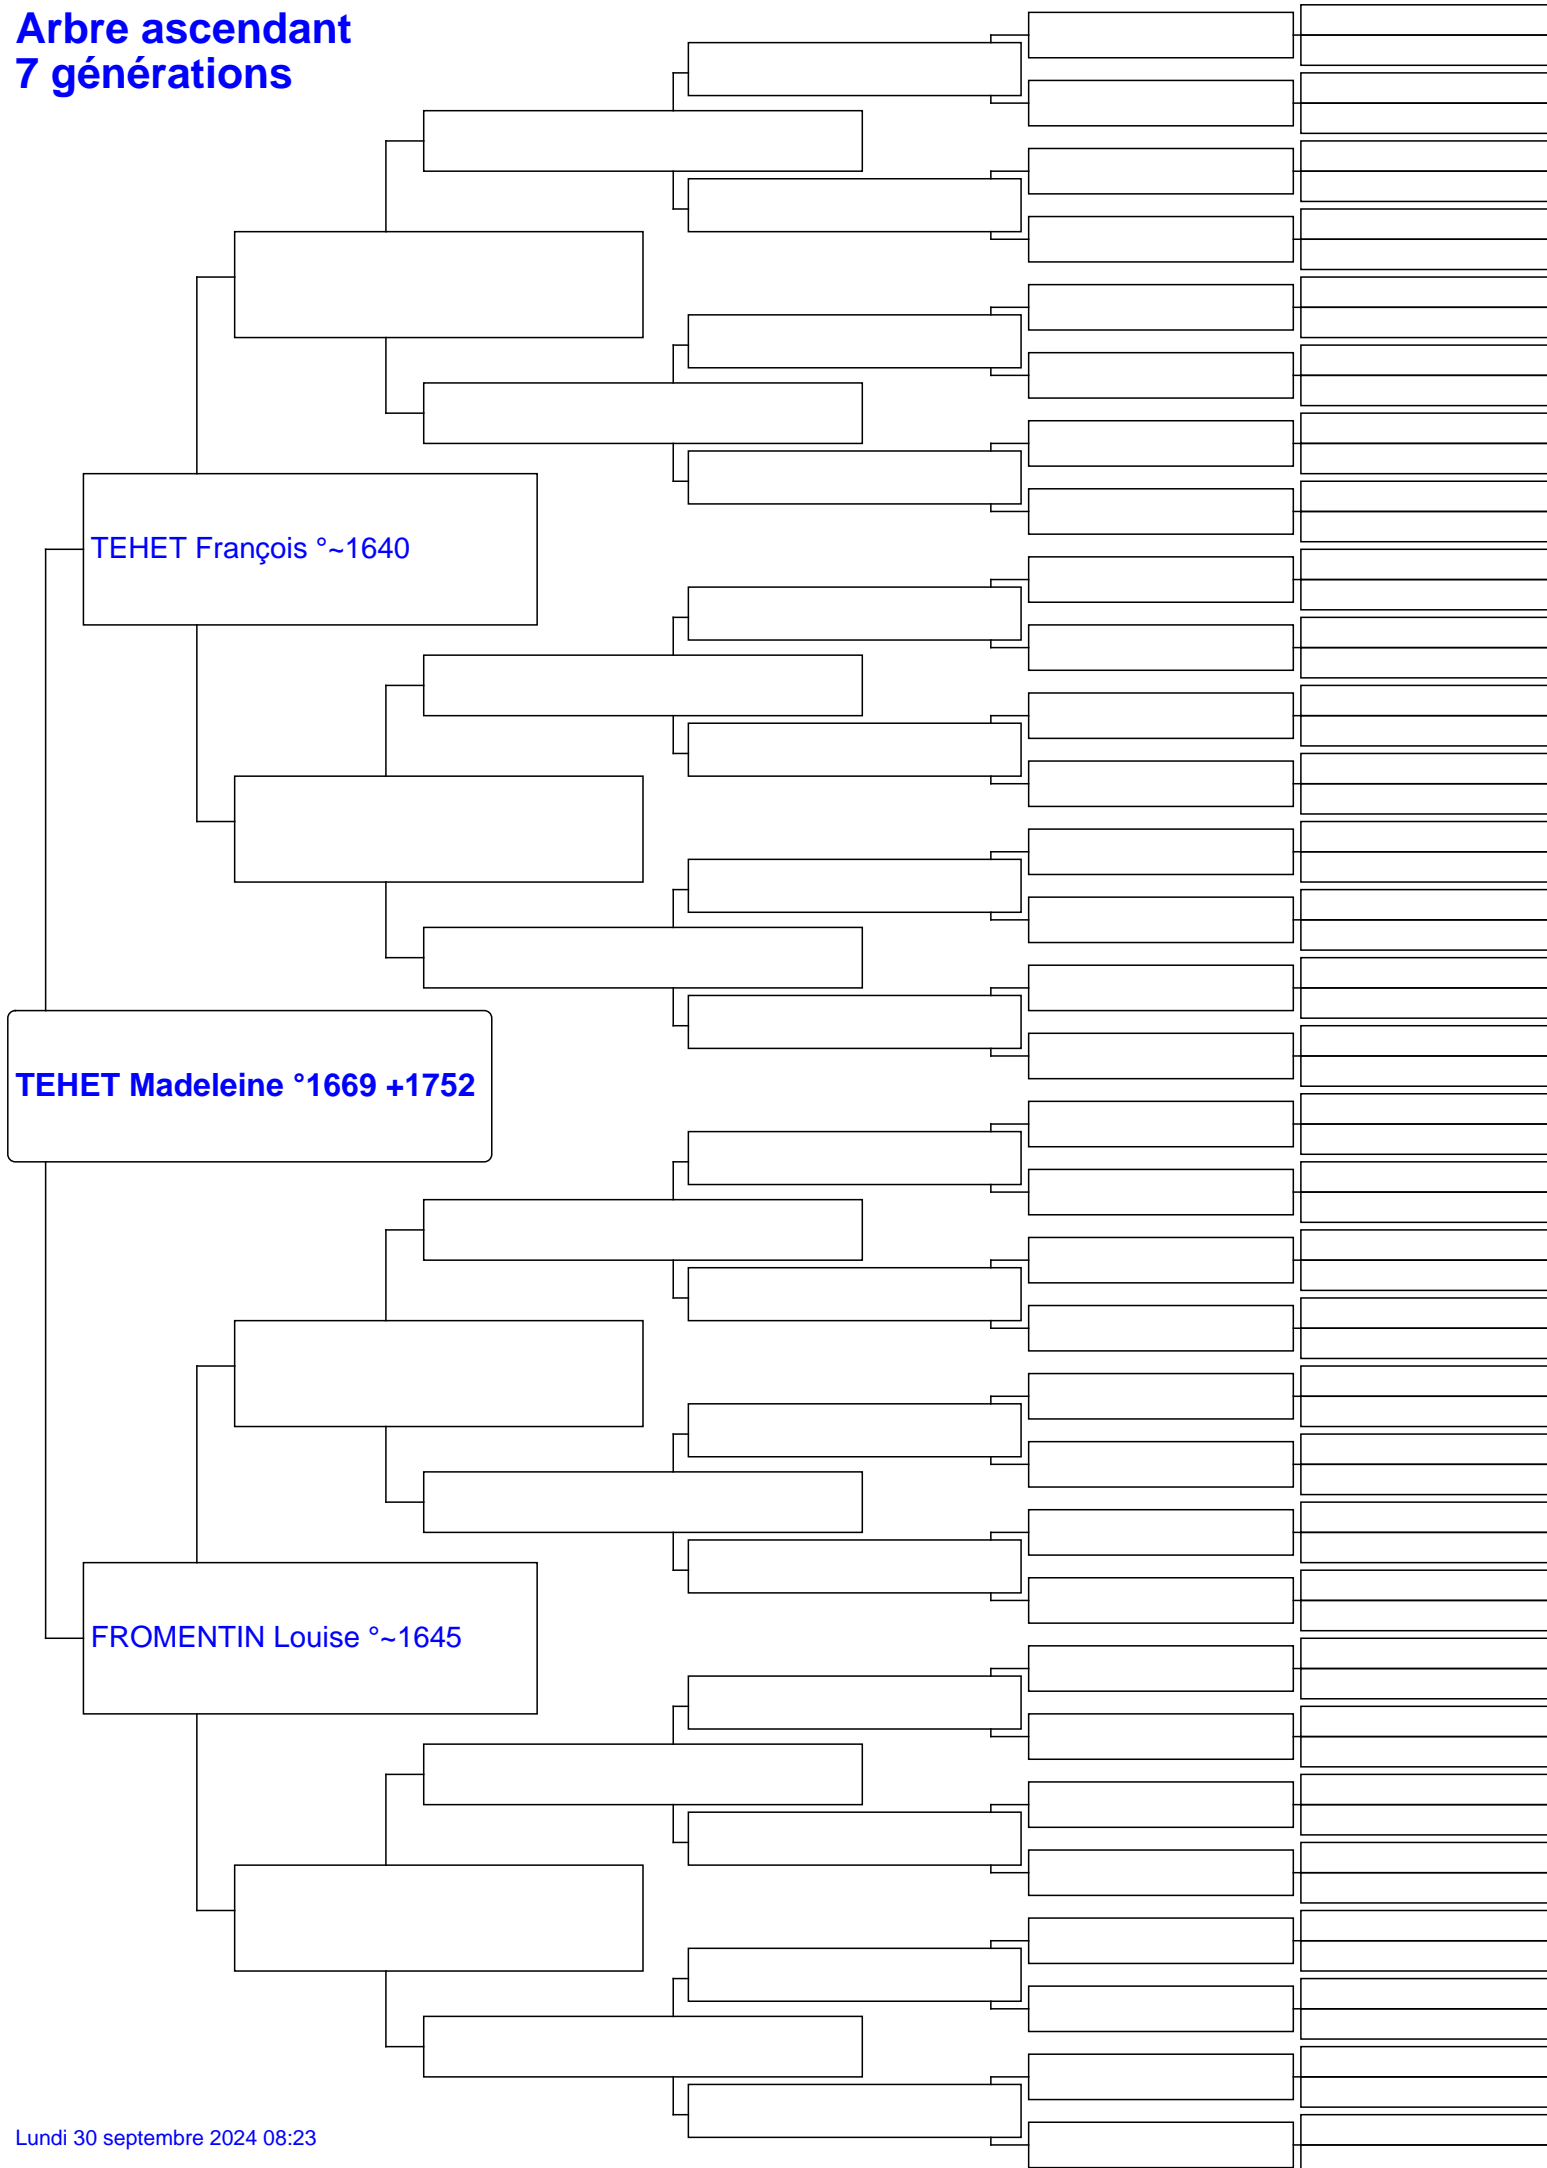 Arbre ascendant
7 générations
TEHET François °~1640
TEHET Madeleine °1669 +1752
FROMENTIN Louise °~1645
Lundi 30 septembre 2024 08:23